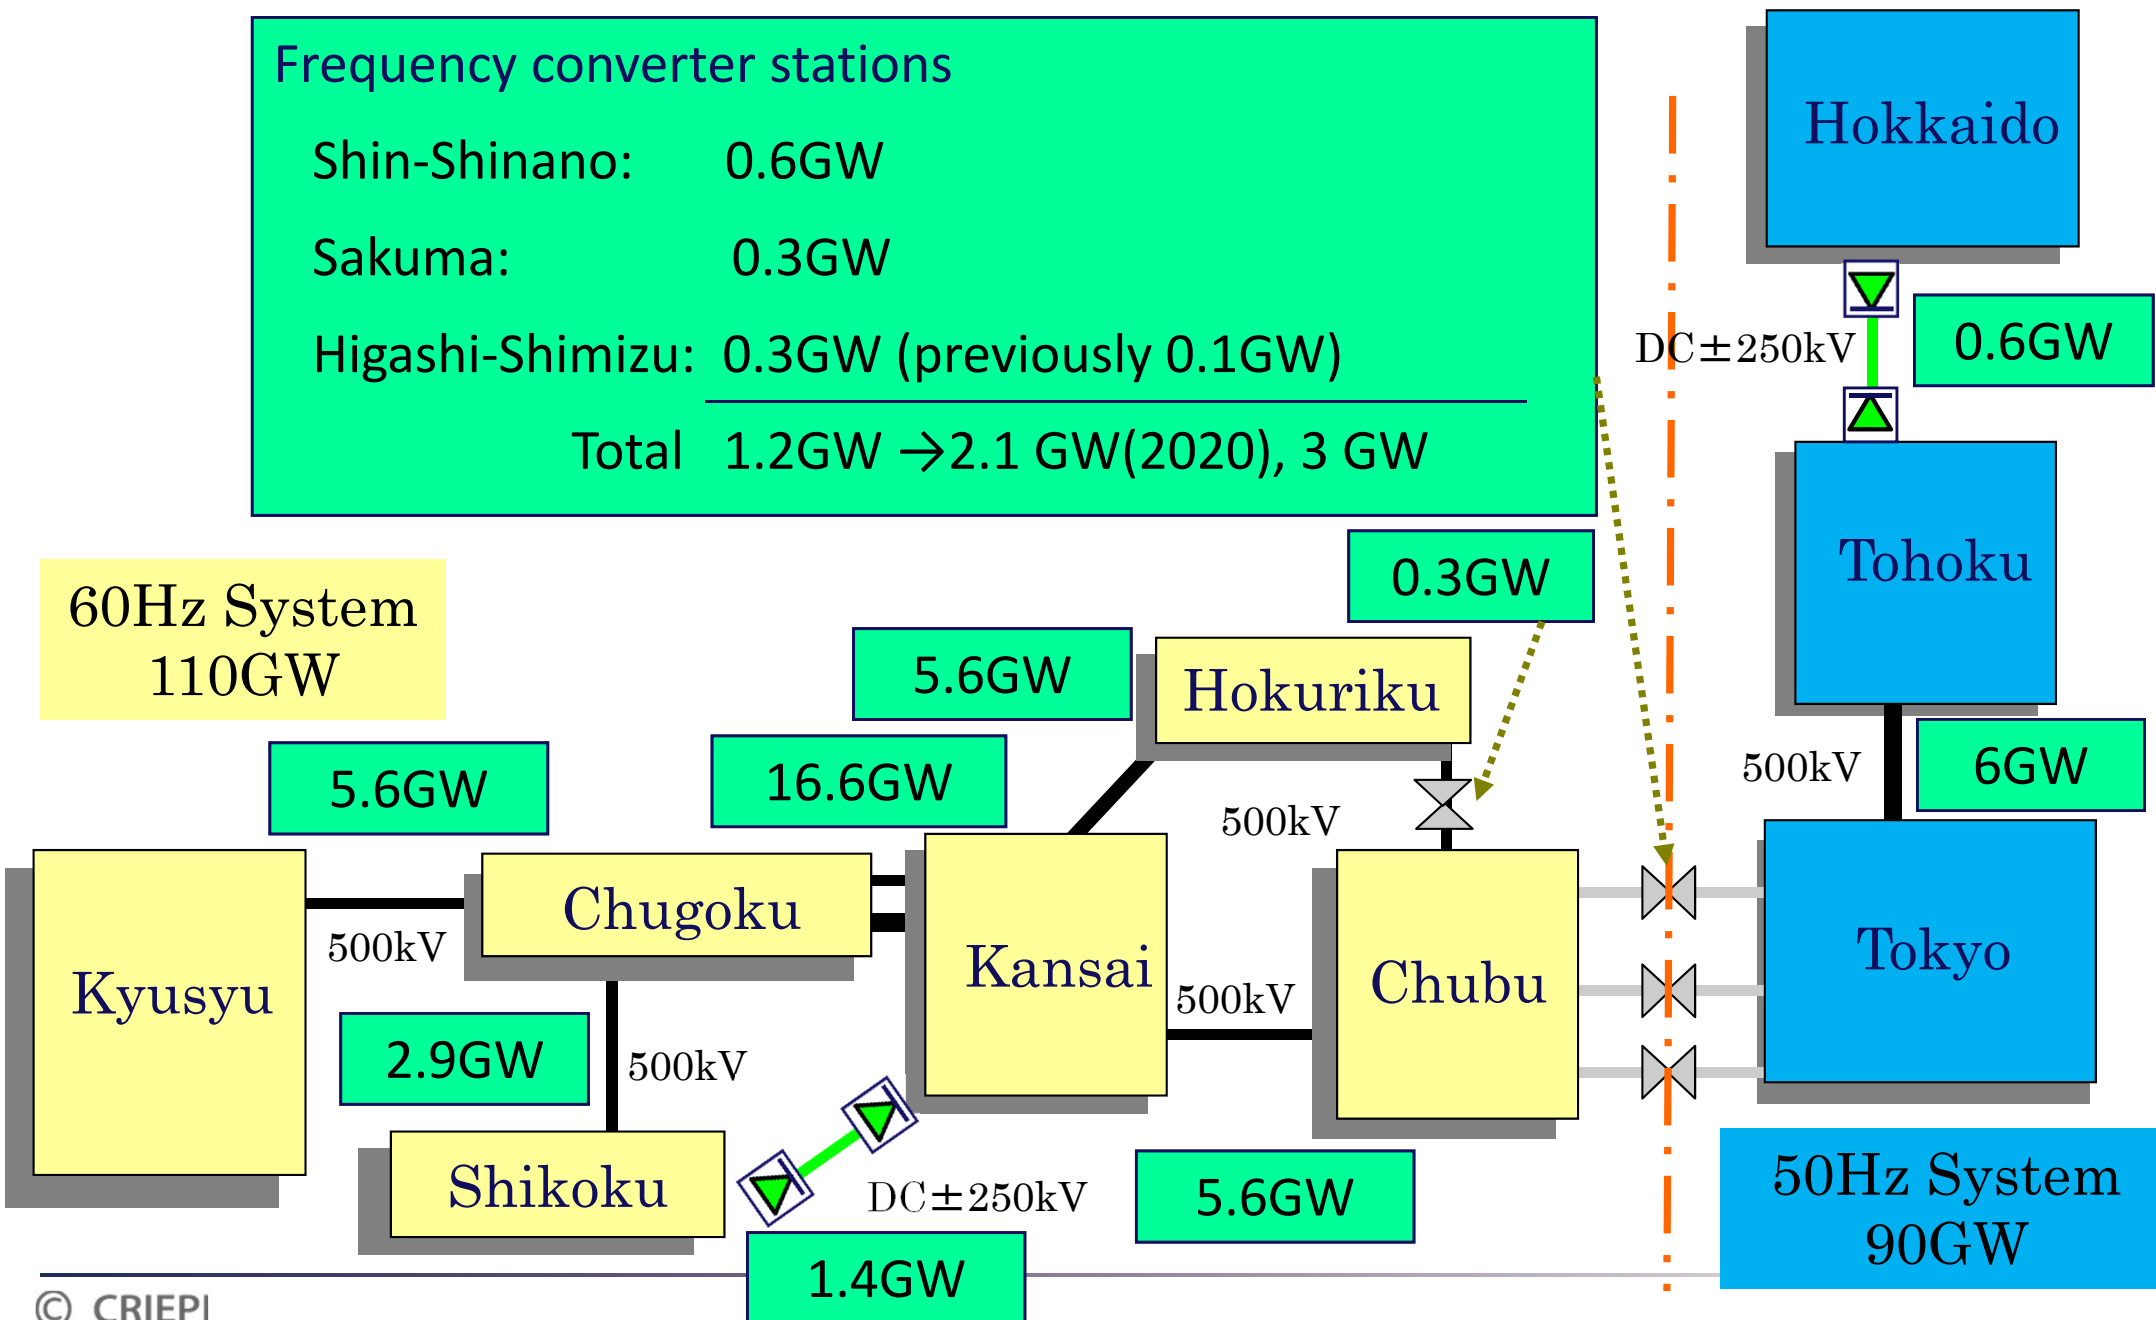 Frequency converter stations
Shin-Shinano: 0.6GW
Sakuma: 0.3GW
Higashi-Shimizu: 0.3GW (previously 0.1GW)
Total 1.2GW →2.1 GW(2020), 3 GW
Hokkaido
DC±250kV
0.6GW
Tohoku
500kV
6GW
60Hz System
110GW
0.3GW
5.6GW
Hokuriku
5.6GW
16.6GW
500kV
Kyusyu
500kV
Chugoku
Kansai
500kV
Chubu
Tokyo
2.9GW
500kV
Shikoku
DC±250kV
5.6GW
1.4GW
50Hz System
90GW
© CRIEPI